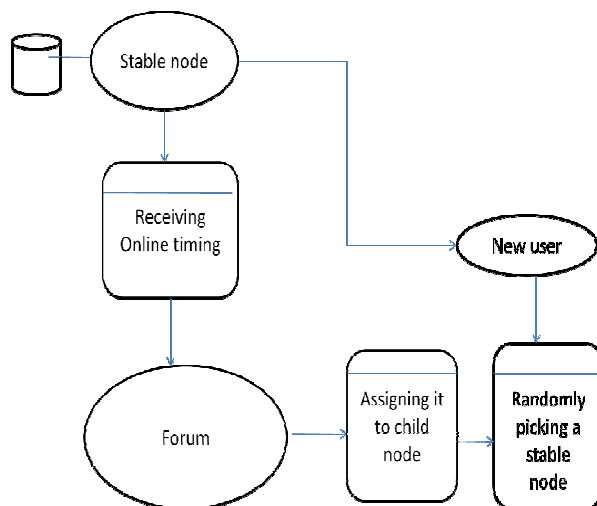 Stable node
Receiving
Online timing
New user
Forum
Assigning it
to child
node
Randomly
picking a
stable
node